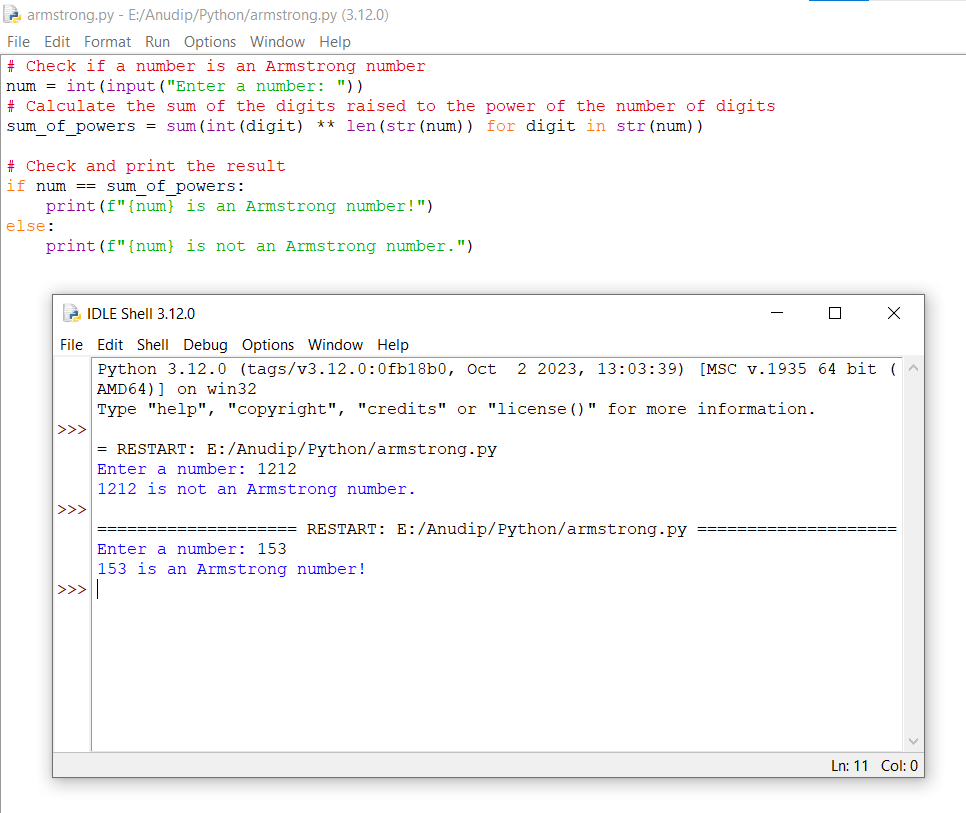 armstrong.py - E:/Anudip/Python/armstrong.py (3.12.0)
File Edit Format Run Options Window Help
# Check if a number is an Armstrong number
num = int(input("Enter a number: "))
# Calculate the sum of the digits raised to the power of the number of digits
sum_of_powers = sum(int(digit) ** len(str(num)) for digit in str(num))
# Check and print the result
if num == sum_of_powers:
    print(f"{num} is an Armstrong number!")
else:
    print(f"{num} is not an Armstrong number.")
IDLE Shell 3.12.0
File Edit Shell Debug Options Window Help
Python 3.12.0 (tags/v3.12.0:0fb18b0, Oct  2 2023, 13:03:39) [MSC v.1935 64 bit (
AMD64)] on win32
Type "help", "copyright", "credits" or "license()" for more information.
>>>
= RESTART: E:/Anudip/Python/armstrong.py
Enter a number: 1212
1212 is not an Armstrong number.
>>>
==================== RESTART: E:/Anudip/Python/armstrong.py ====================
Enter a number: 153
153 is an Armstrong number!
>>>
Ln: 11 Col: 0